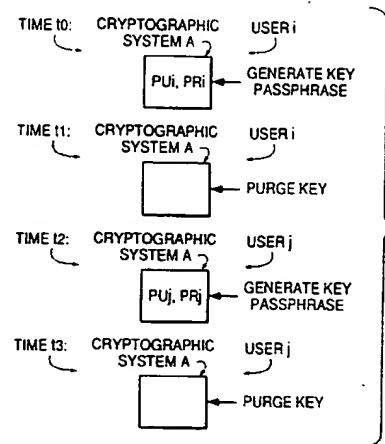 TIME t0: CRYPTOGRAPHIC USER i
SYSTEM A
PUi, PRi GENERATE KEY
PASSPHRASE
TIME t1: CRYPTOGRAPHIC USER i
SYSTEM A
PURGE KEY
TIME t2: CRYPTOGRAPHIC USER j
SYSTEM A
PUj, PRj GENERATE KEY
PASSPHRASE
TIME t3: CRYPTOGRAPHIC USER j
SYSTEM A
PURGE KEY